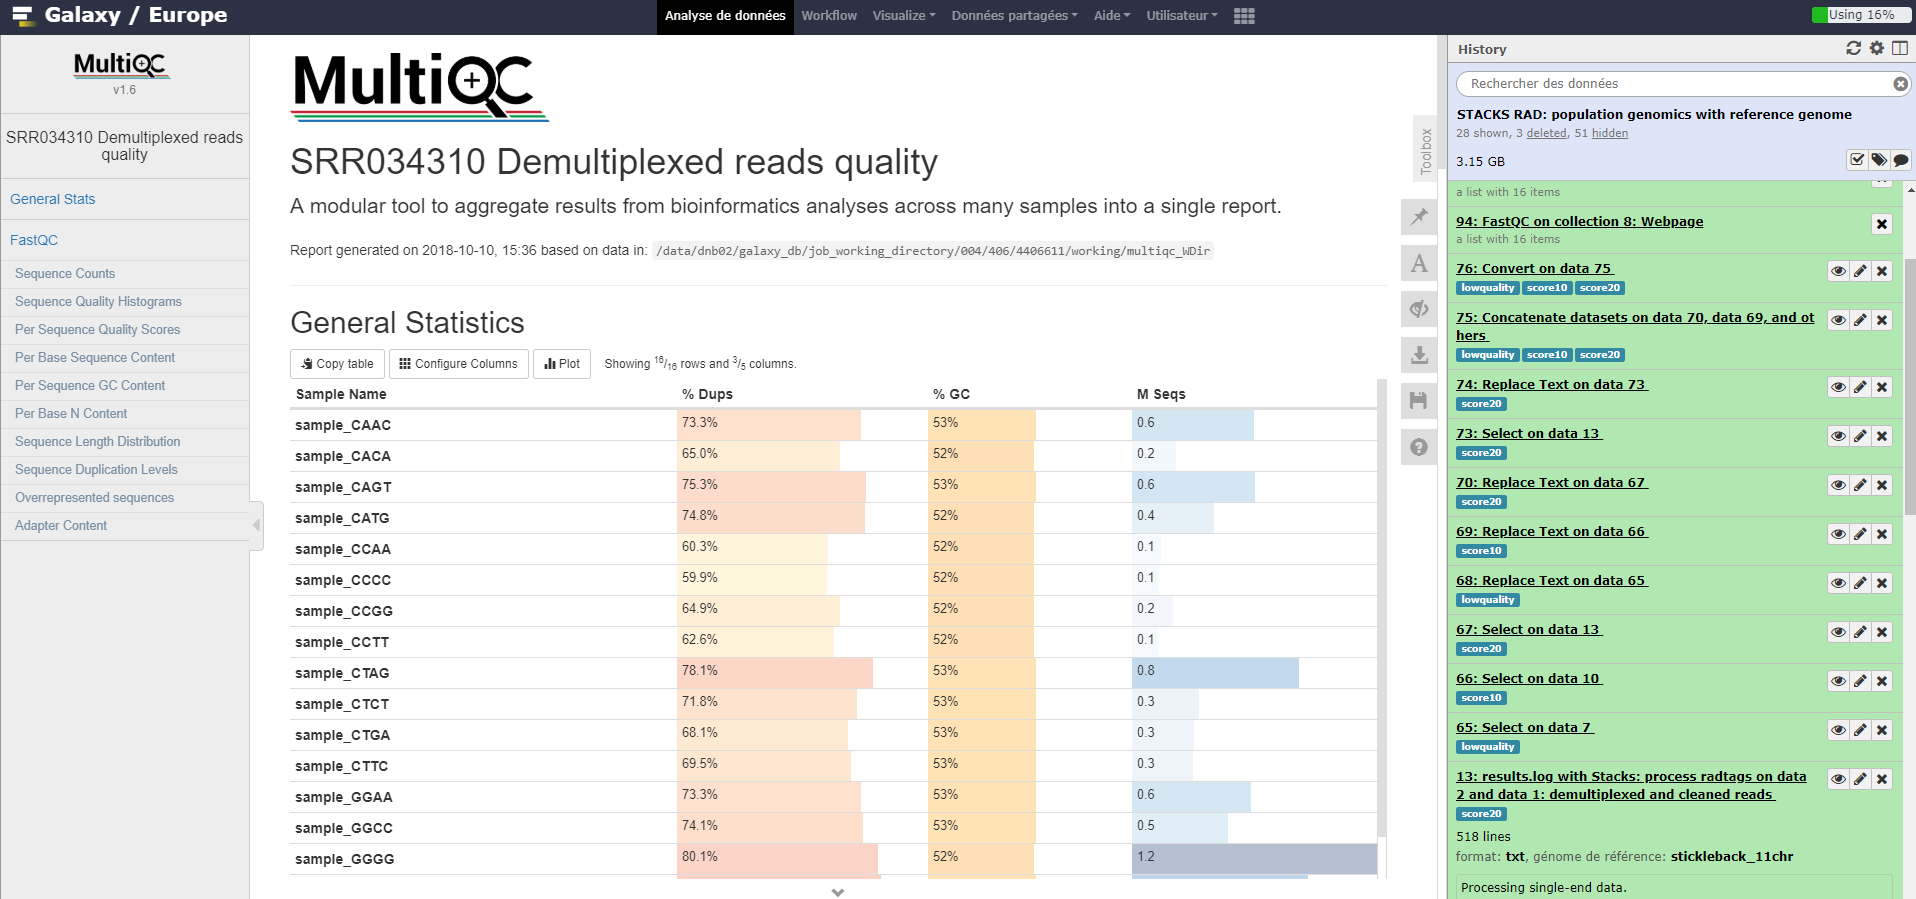 Galaxy / Europe
Analyse de données
Workflow
Visualize
Données partagées
Aide
Utilisateur
Using 16%
MultiQC
v1.6
SRR034310 Demultiplexed reads
quality
General Stats
FastQC
Sequence Counts
Sequence Quality Histograms
Per Sequence Quality Scores
Per Base Sequence Content
Per Sequence GC Content
Per Base N Content
Sequence Length Distribution
Sequence Duplication Levels
Overrepresented sequences
Adapter Content
MultiQC
SRR034310 Demultiplexed reads quality
A modular tool to aggregate results from bioinformatics analyses across many samples into a single report.
Report generated on 2018-10-10, 15:36 based on data in: /data/dnb02/galaxy_db/job_working_directory/004/406/4406611/working/multiqc_WDir
General Statistics
Copy table
Configure Columns
Plot
Showing 16/16 rows and 3/5 columns.
Sample Name % Dups % GC M Seqs
sample_CAAC 73.3% 53% 0.6
sample_CACA 65.0% 52% 0.2
sample_CAGT 75.3% 53% 0.6
sample_CATG 74.8% 52% 0.4
sample_CCAA 60.3% 52% 0.1
sample_CCCC 59.9% 52% 0.1
sample_CCGG 64.9% 52% 0.2
sample_CCTT 62.6% 52% 0.1
sample_CTAG 78.1% 53% 0.8
sample_CTCT 71.8% 53% 0.3
sample_CTGA 68.1% 53% 0.3
sample_CTTC 69.5% 53% 0.3
sample_GGAA 73.3% 53% 0.6
sample_GGCC 74.1% 53% 0.5
sample_GGGG 80.1% 52% 1.2
Toolbox
A
History
Rechercher des données
STACKS RAD: population genomics with reference genome
28 shown, 3 deleted, 51 hidden
3.15 GB
a list with 16 items
94: FastQC on collection 8: Webpage
a list with 16 items
76: Convert on data 75
lowquality score10 score20
75: Concatenate datasets on data 70, data 69, and ot
hers
lowquality score10 score20
74: Replace Text on data 73
score20
73: Select on data 13
score20
70: Replace Text on data 67
score20
69: Replace Text on data 66
score10
68: Replace Text on data 65
lowquality
67: Select on data 13
score20
66: Select on data 10
score10
65: Select on data 7
lowquality
13: results.log with Stacks: process radtags on data
2 and data 1: demultiplexed and cleaned reads
score20
518 lines
format: txt, génome de référence: stickleback_11chr
Processing single-end data.